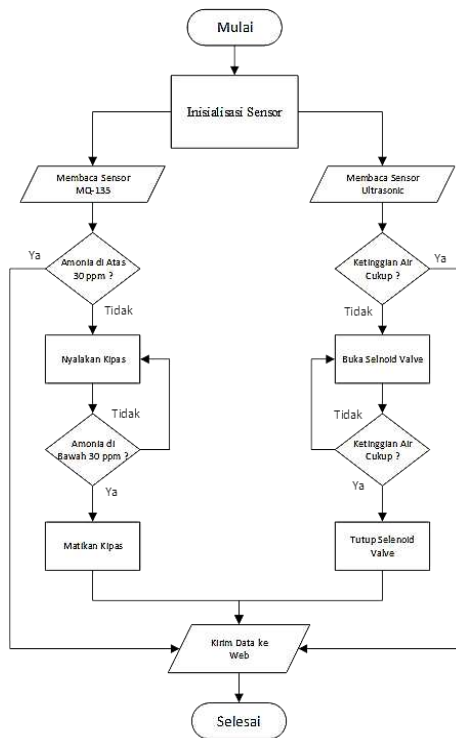 Mulai
Inisialisasi Sensor
Membaca Sensor
MQ-135
Membaca Sensor
Ultrasonic
Ya
Amonia di Atas
30 ppm ?
Ketinggian Air
Cukup ?
Ya
Tidak
Tidak
Nyalakan Kipas
Buka Selnoid Valve
Tidak
Tidak
Amonia di
Bawah 30 ppm ?
Ketinggian Air
Cukup ?
Ya
Ya
Matikan Kipas
Tutup Selenoid
Valve
Kirim Data ke
Web
Selesai